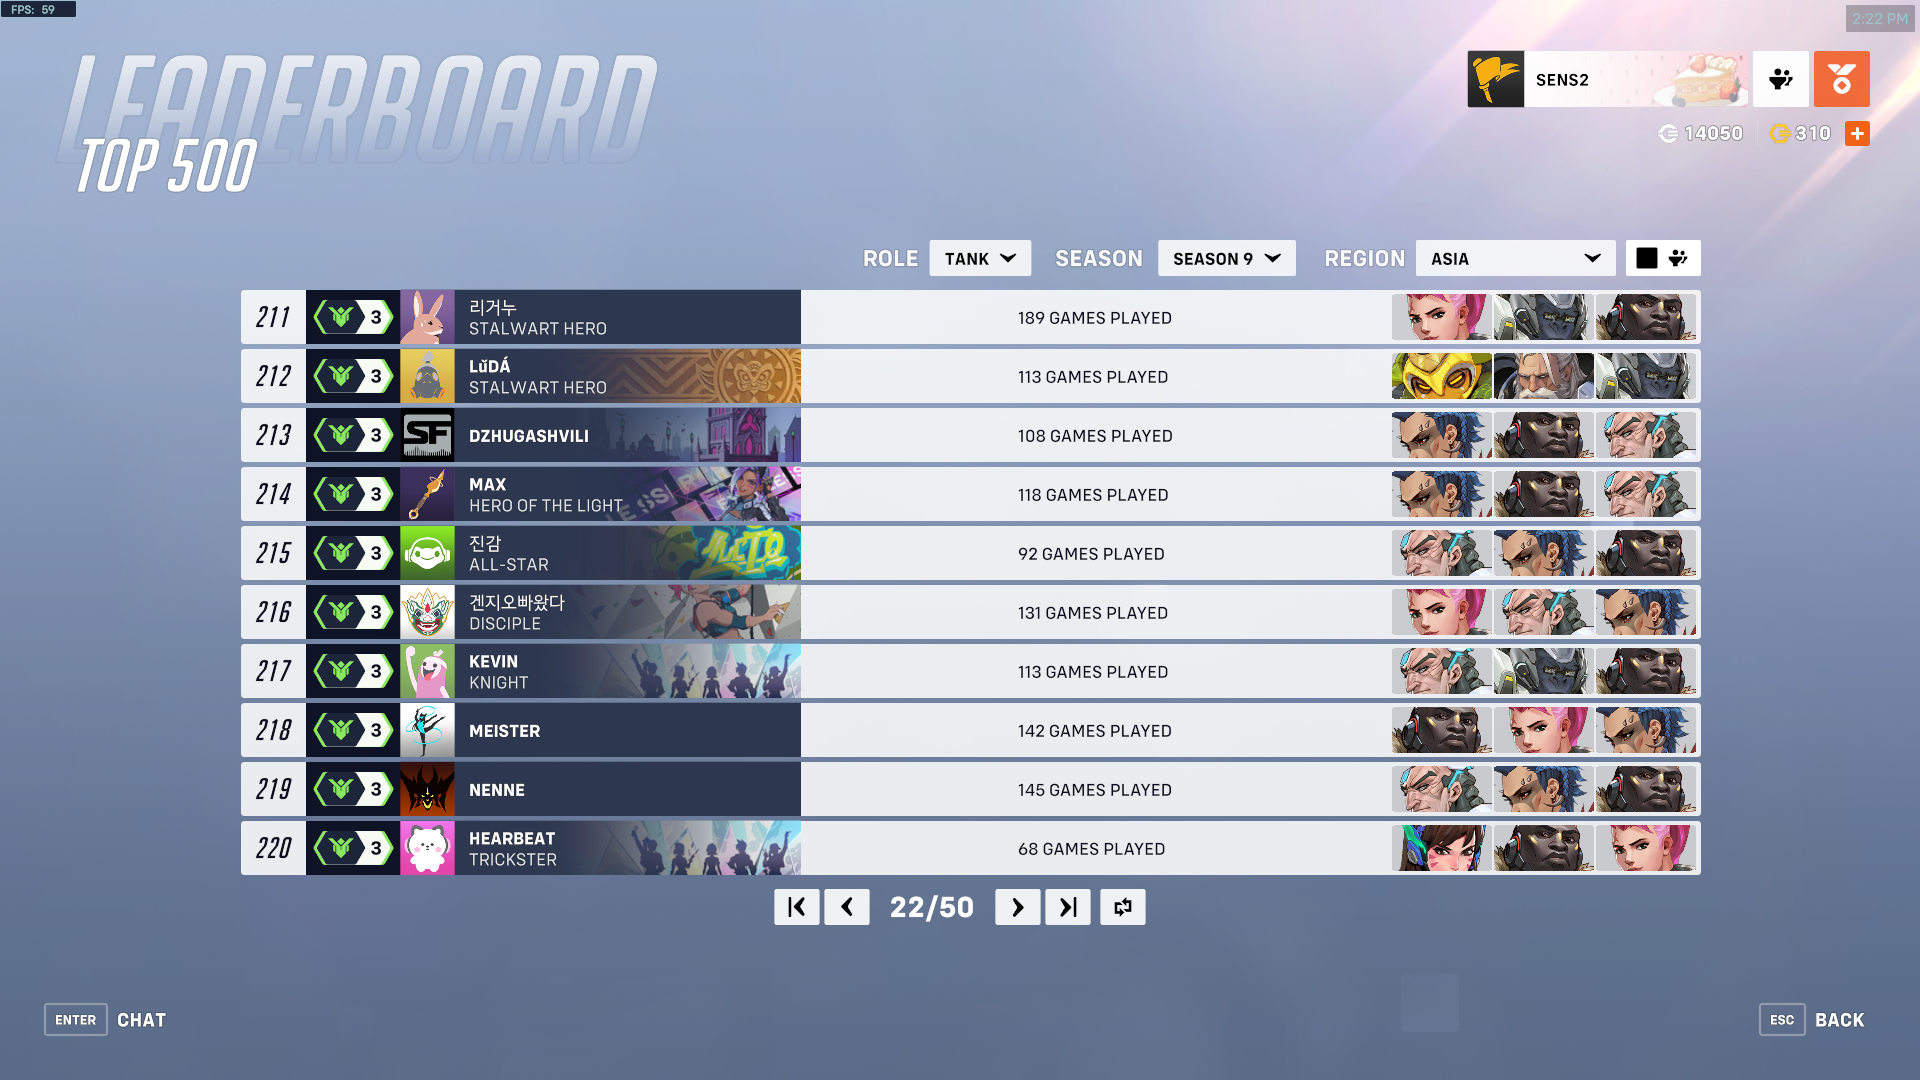 FPS: 59
2:22 PM
LEADERBOARD
TOP 500
SENS2
14050
310
ROLE TANK SEASON SEASON 9 REGION ASIA
211 3 리거누 189 GAMES PLAYED
STALWART HERO
212 3 LŭDÁ 113 GAMES PLAYED
STALWART HERO
213 3 SF DZHUGASHVILI 108 GAMES PLAYED
214 3 MAX 118 GAMES PLAYED
HERO OF THE LIGHT
215 3 진감 92 GAMES PLAYED
ALL-STAR
216 3 겐지오빠왔다 131 GAMES PLAYED
DISCIPLE
217 3 KEVIN 113 GAMES PLAYED
KNIGHT
218 3 MEISTER 142 GAMES PLAYED
219 3 NENNE 145 GAMES PLAYED
220 3 HEARBEAT 68 GAMES PLAYED
TRICKSTER
22/50
ENTER CHAT
ESC BACK